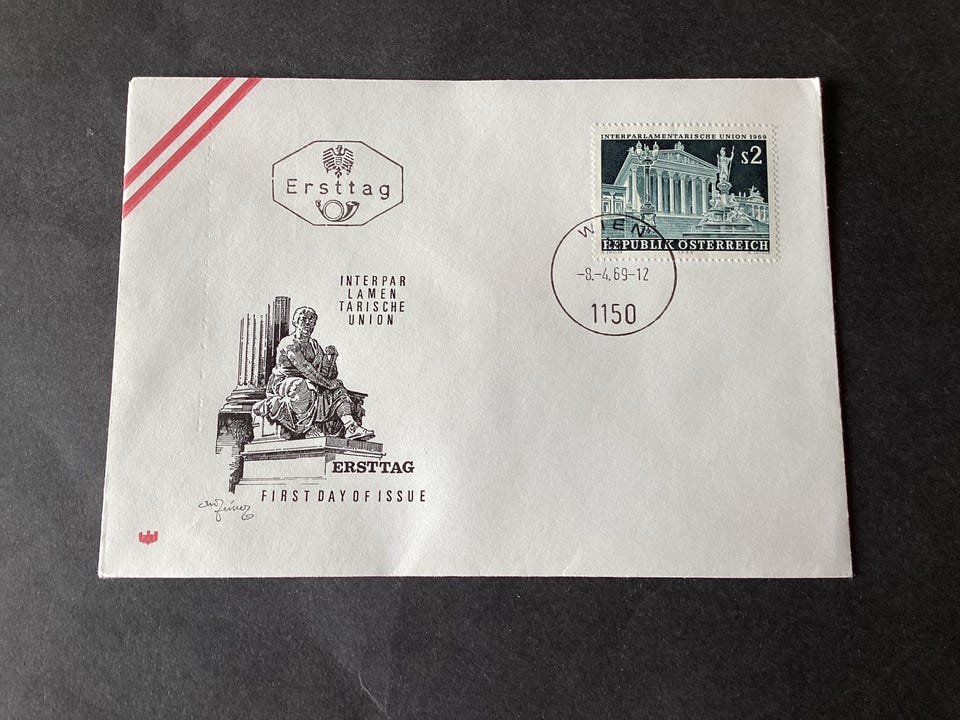 Ersttag
INTERPARLAMENTARISCHE UNION 1969
s2
REPUBLIK ÖSTERREICH
WIEN
-8.-4.69-12
1150
INTERPAR
LAMEN
TARISCHE
UNION
ERSTTAG
FIRST DAY OF ISSUE